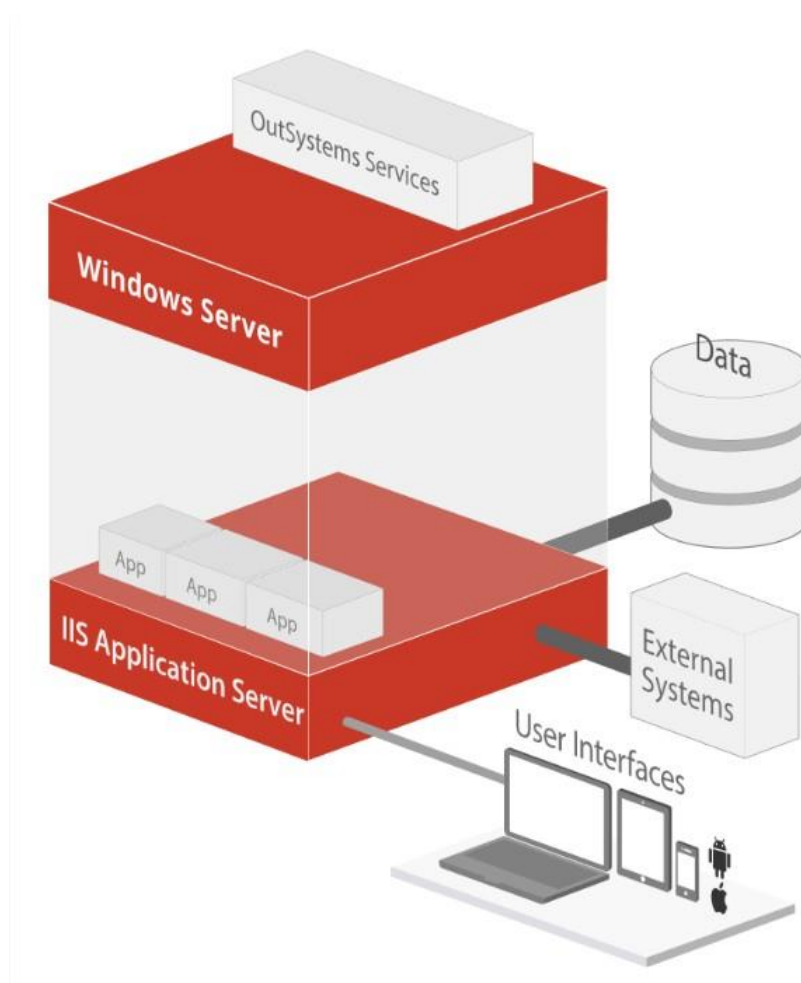 OutSystems Services
Windows Server
Data
App
App
App
IIS Application Server
External
Systems
User Interfaces